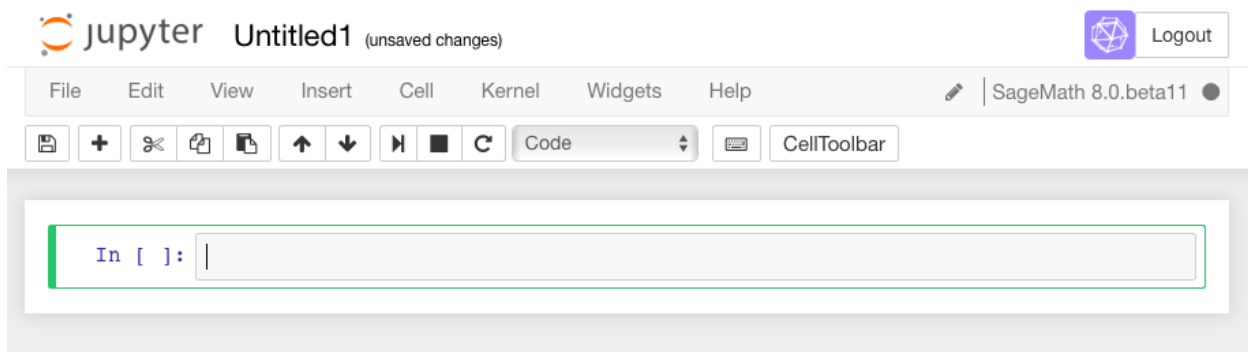 jupyter Untitled1 (unsaved changes) Logout
File Edit View Insert Cell Kernel Widgets Help SageMath 8.0.beta11
Code CellToolbar
In [ ]: